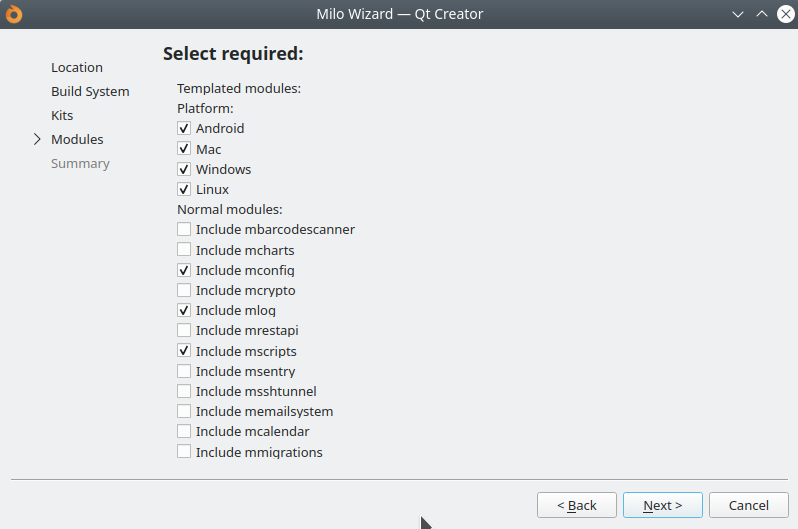 Milo Wizard — Qt Creator
Location
Build System
Kits
Modules
Summary
Select required:
Templated modules:
Platform:
Android
Mac
Windows
Linux
Normal modules:
Include mbarcodescanner
Include mcharts
Include mconfig
Include mcrypto
Include mlog
Include mrestapi
Include mscripts
Include msentry
Include msshtunnel
Include memailsystem
Include mcalendar
Include mmigrations
< Back
Next >
Cancel